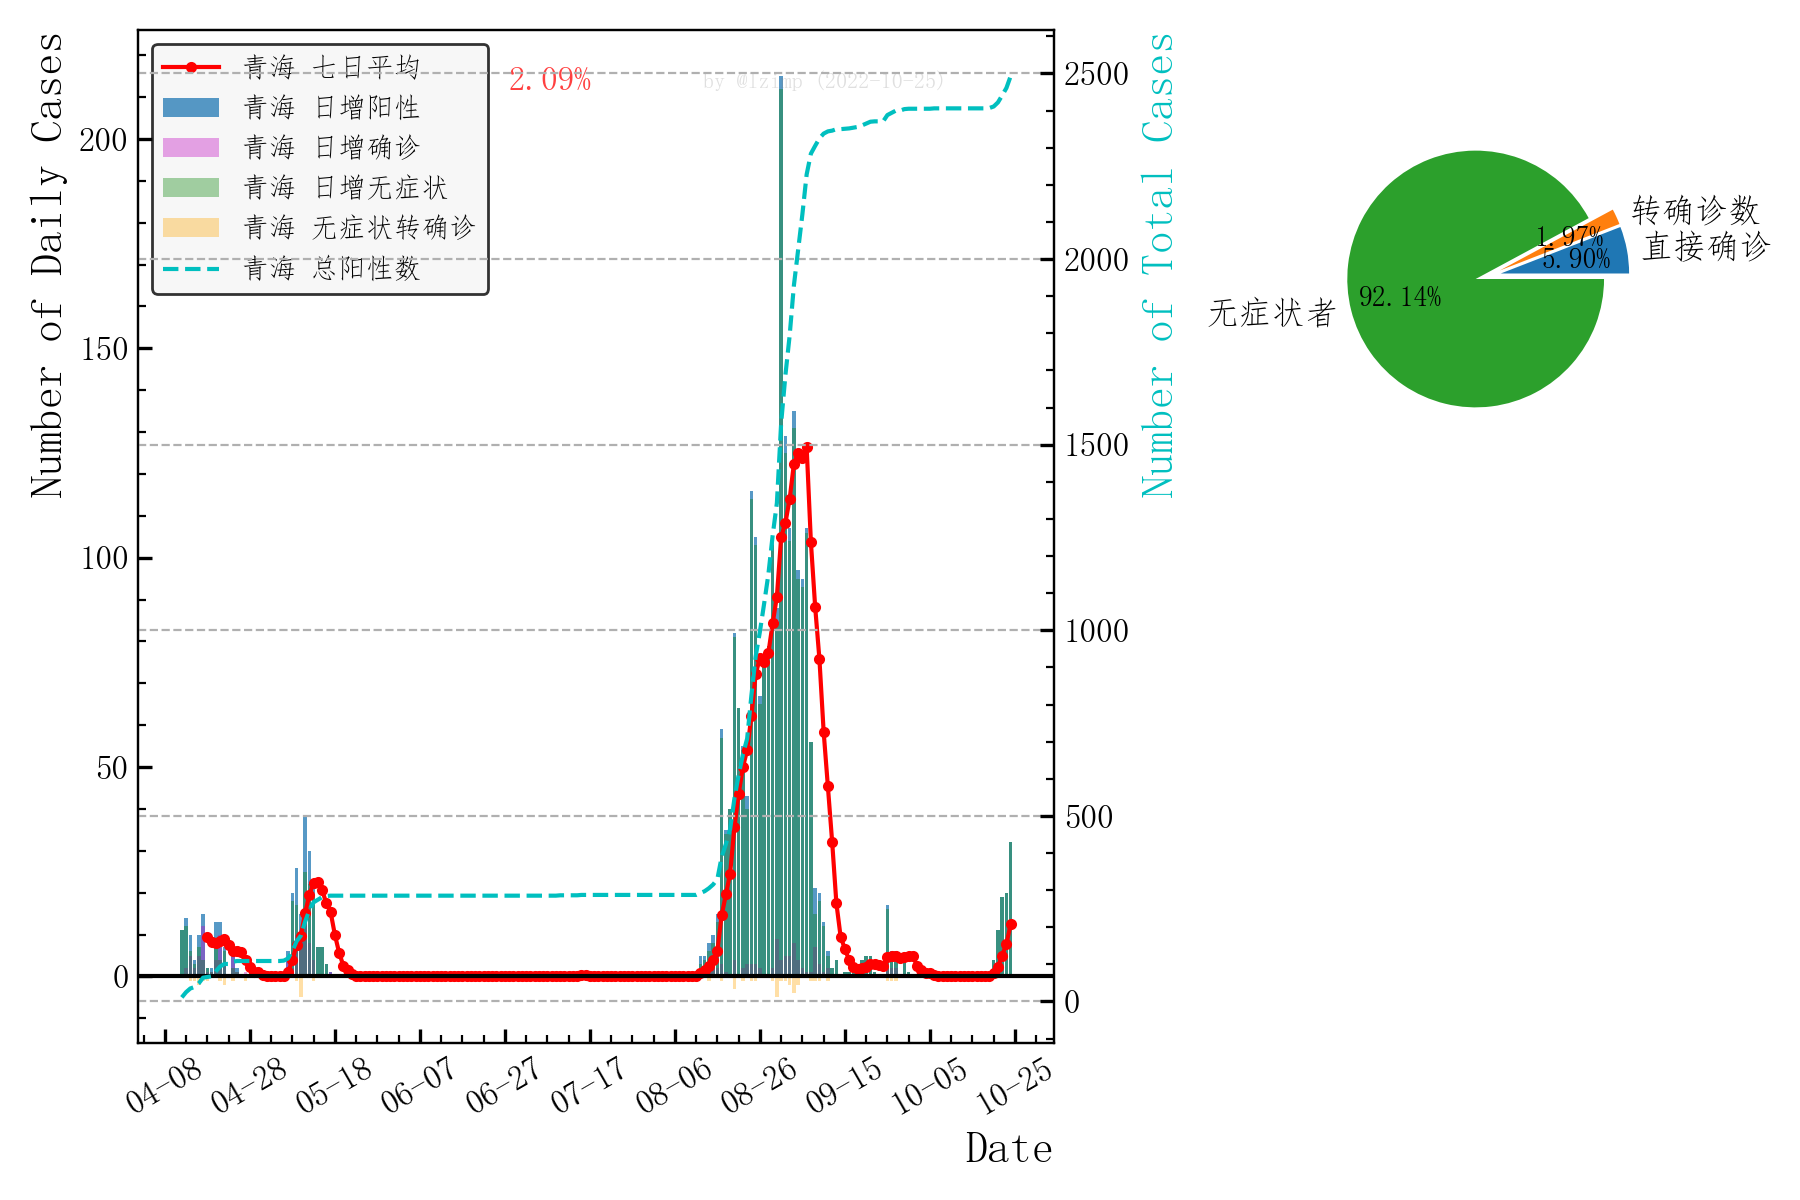 Number of Daily Cases
200
150
100
50
0
青海 七日平均
青海 日增阳性
青海 日增确诊
青海 日增无症状
青海 无症状转确诊
青海 总阳性数
2.09%
by @lzimp (2022-10-25)
2500
2000
1500
1000
500
0
Number of Total Cases
04-08
04-28
05-18
06-07
06-27
07-17
08-06
08-26
09-15
10-05
10-25
Date
转确诊数
1.97%
直接确诊
5.90%
92.14%
无症状者